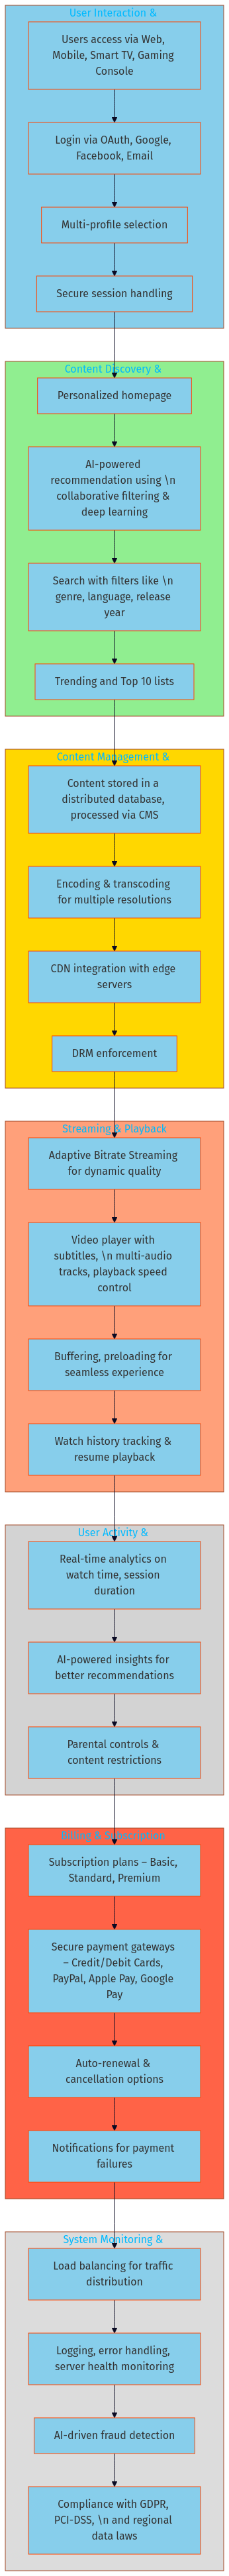 User Interaction &
Users access via Web,
Mobile, Smart TV, Gaming
Console
Login via OAuth, Google,
Facebook, Email
Multi-profile selection
Secure session handling
Content Discovery &
Personalized homepage
AI-powered
recommendation using \n
collaborative filtering &
deep learning
Search with filters like \n
genre, language, release
year
Trending and Top 10 lists
Content Management &
Content stored in a
distributed database,
processed via CMS
Encoding & transcoding
for multiple resolutions
CDN integration with edge
servers
DRM enforcement
Streaming & Playback
Adaptive Bitrate Streaming
for dynamic quality
Video player with
subtitles, \n multi-audio
tracks, playback speed
control
Buffering, preloading for
seamless experience
Watch history tracking &
resume playback
User Activity &
Real-time analytics on
watch time, session
duration
AI-powered insights for
better recommendations
Parental controls &
content restrictions
Billing & Subscription
Subscription plans – Basic,
Standard, Premium
Secure payment gateways
– Credit/Debit Cards,
PayPal, Apple Pay, Google
Pay
Auto-renewal &
cancellation options
Notifications for payment
failures
System Monitoring &
Load balancing for traffic
distribution
Logging, error handling,
server health monitoring
AI-driven fraud detection
Compliance with GDPR,
PCI-DSS, \n and regional
data laws